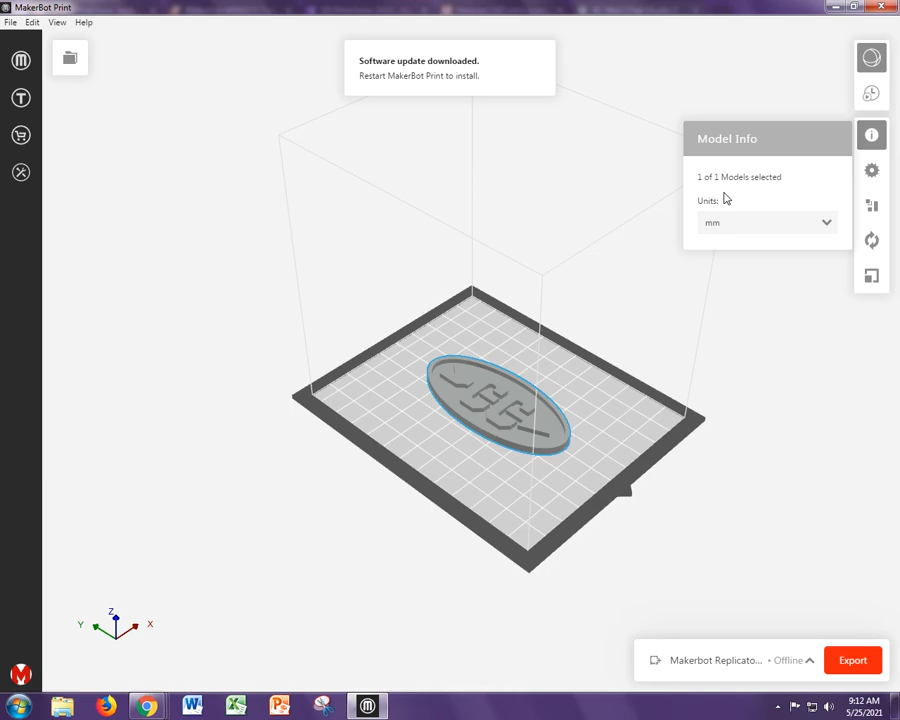 MakerBot Print
File Edit View Help
Software update downloaded.
Restart MakerBot Print to install.
Model Info
1 of 1 Models selected
Units:
mm
Z
Y
X
Makerbot Replicato... • Offline
Export
9:12 AM
5/25/2021